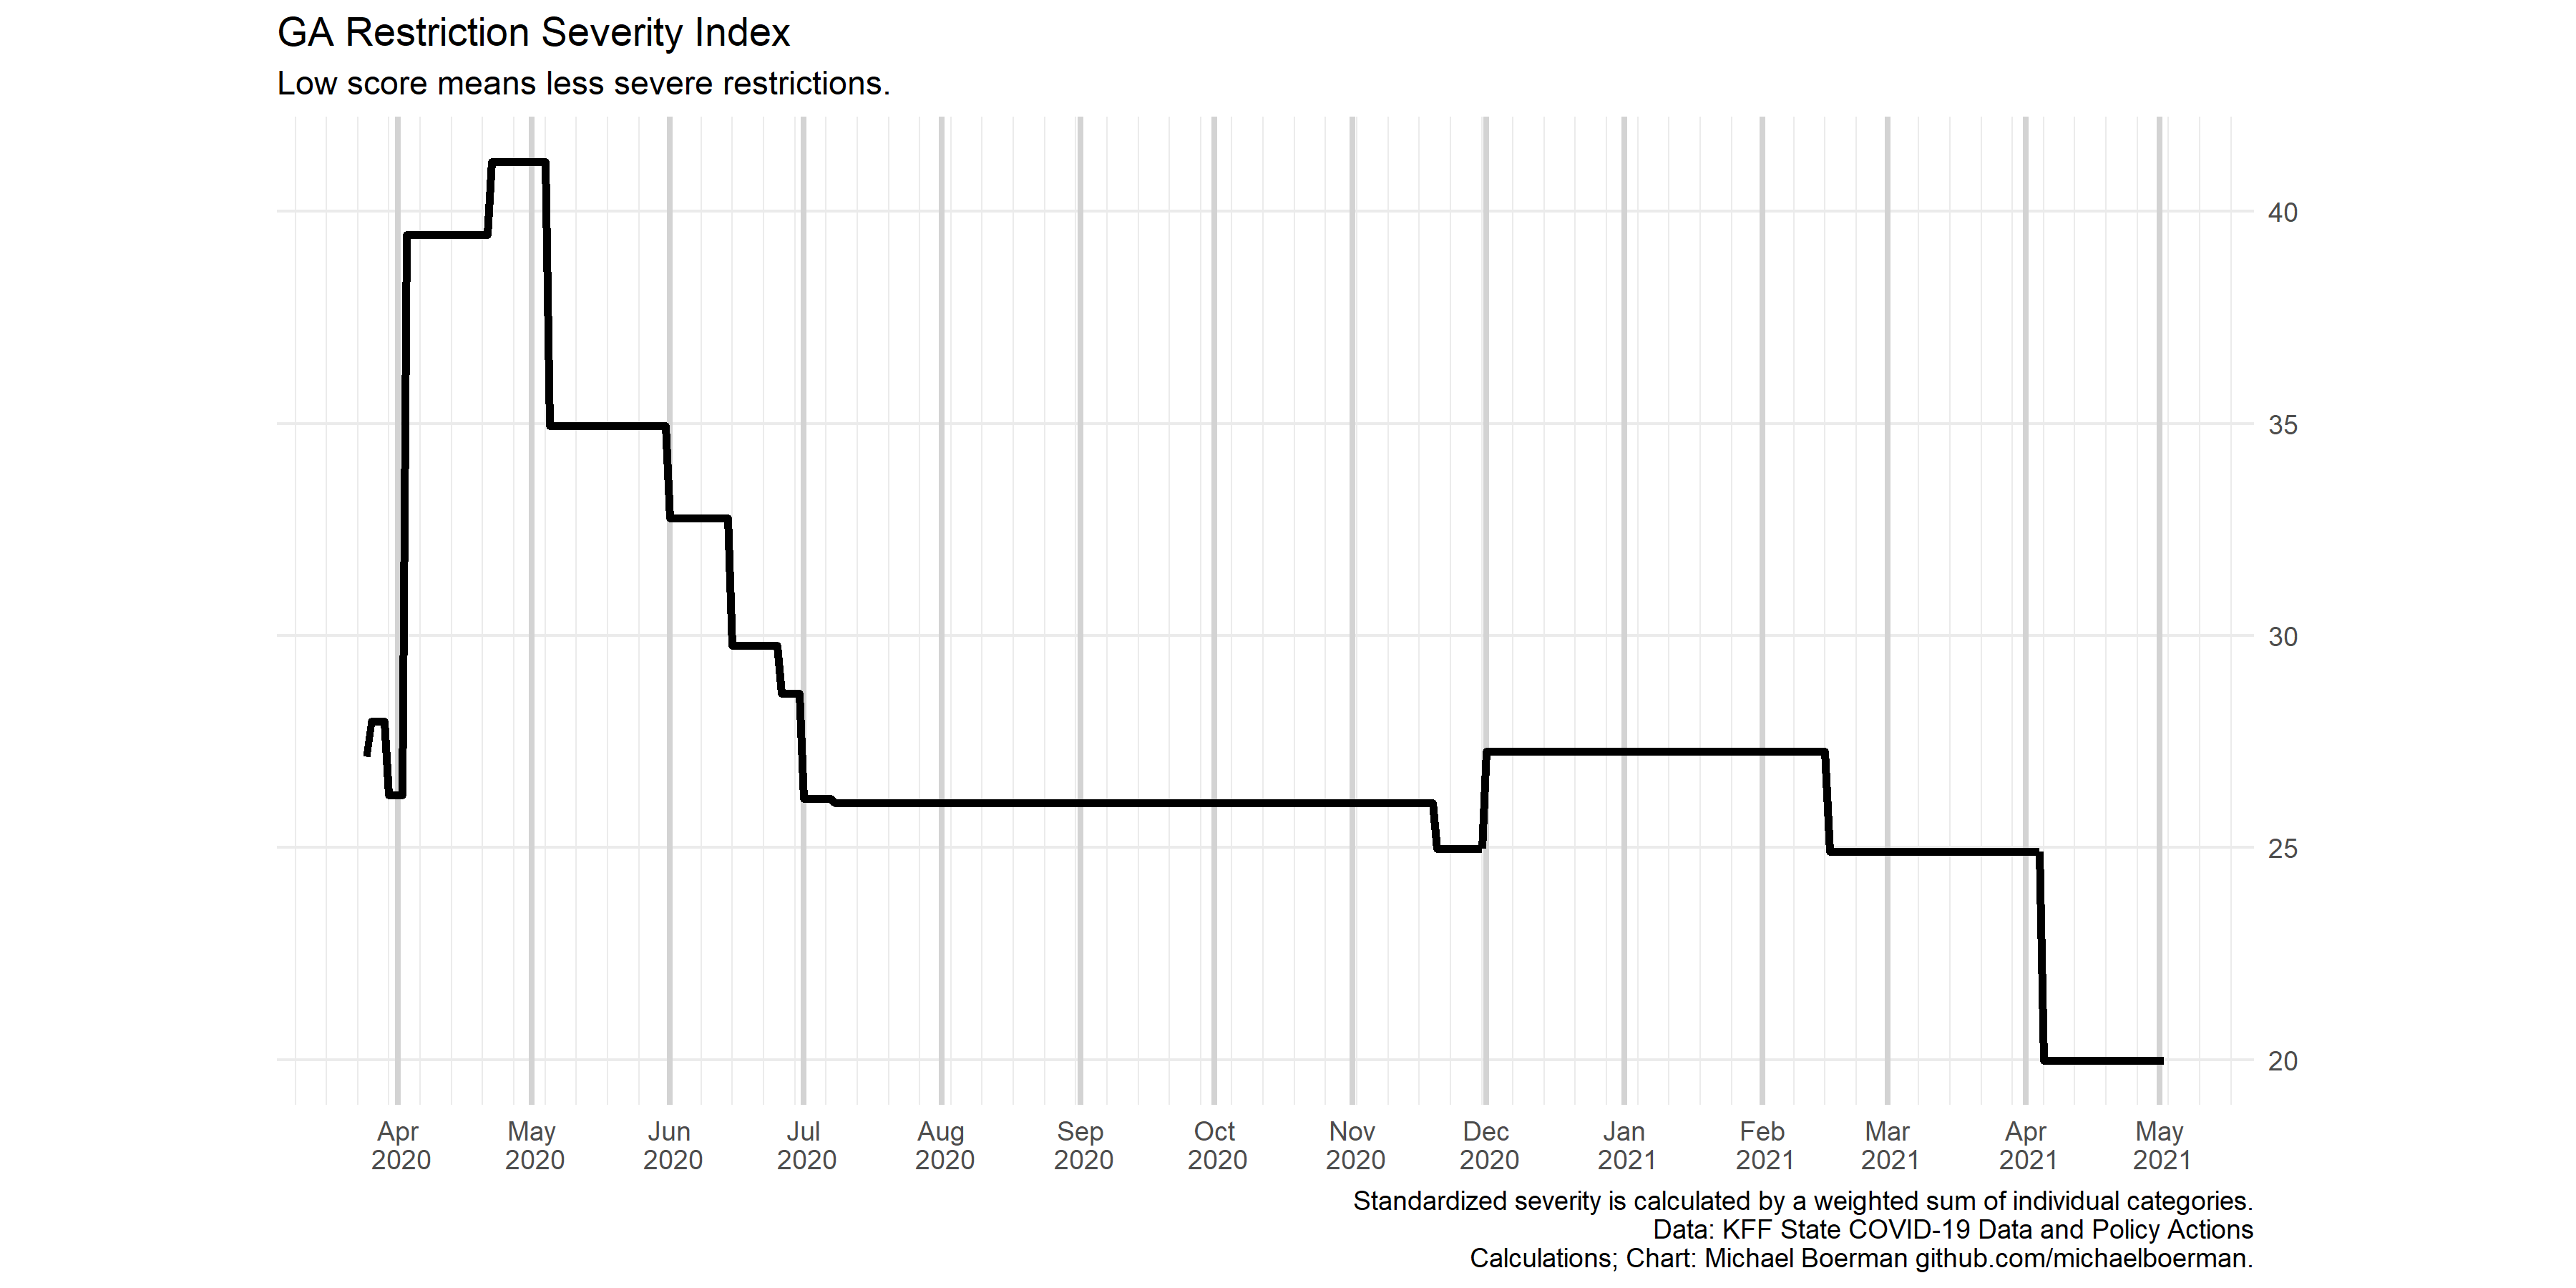 GA Restriction Severity Index
Low score means less severe restrictions.
40
35
30
25
20
Apr May Jun Jul Aug Sep Oct Nov Dec Jan Feb Mar Apr May
2020 2020 2020 2020 2020 2020 2020 2020 2020 2021 2021 2021 2021 2021
Standardized severity is calculated by a weighted sum of individual categories.
Data: KFF State COVID-19 Data and Policy Actions
Calculations; Chart: Michael Boerman github.com/michaelboerman.